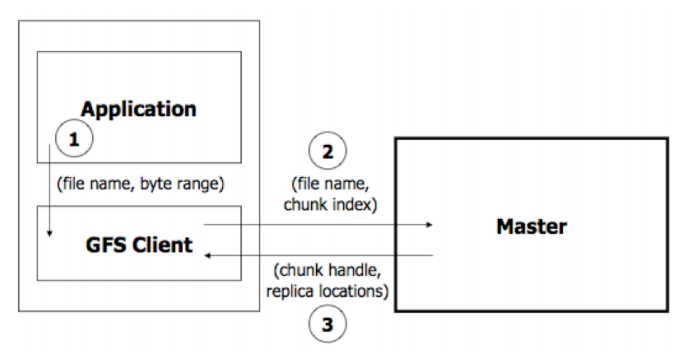 Application
1
(file name, byte range)
GFS Client
2
(file name,
chunk index)
(chunk handle,
replica locations)
3
Master